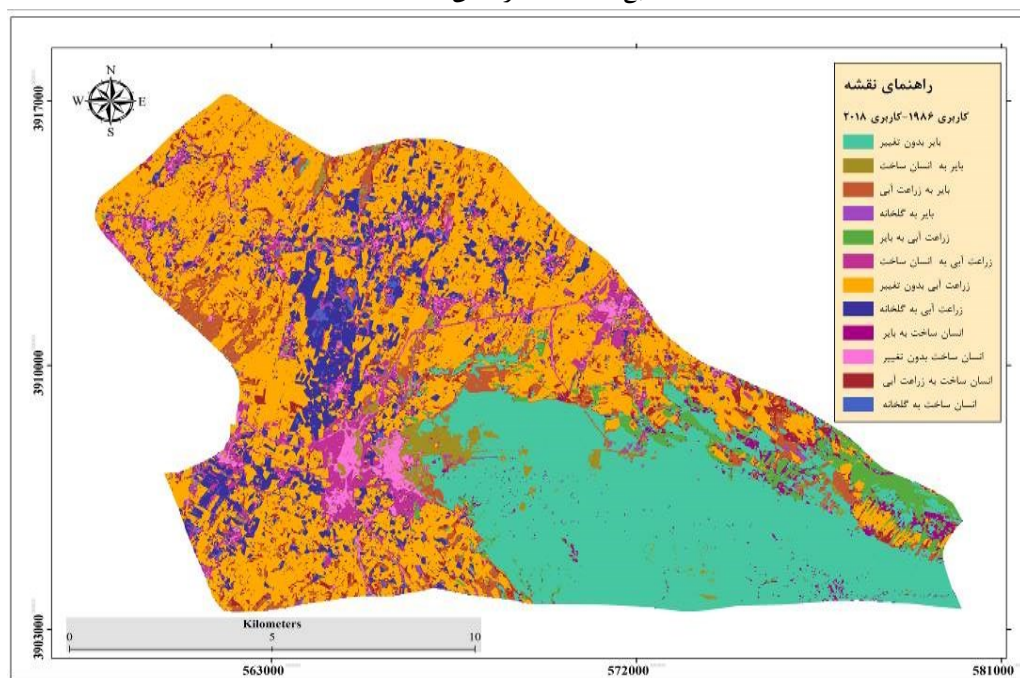 N
W E
S
راهنمای نقشه
کاربری ۱۹۸۶-کاربری ۲۰۱۸
بایر بدون تغییر
بایر به انسان ساخت
بایر به زراعت آبی
بایر به گلخانه
زراعت آبی به بایر
زراعت آبی به انسان ساخت
زراعت آبی بدون تغییر
زراعت آبی به گلخانه
انسان ساخت به بایر
انسان ساخت بدون تغییر
انسان ساخت به زراعت آبی
انسان ساخت به گلخانه
3917000
3910000
3903000
Kilometers
0 5 10
563000 572000 581000